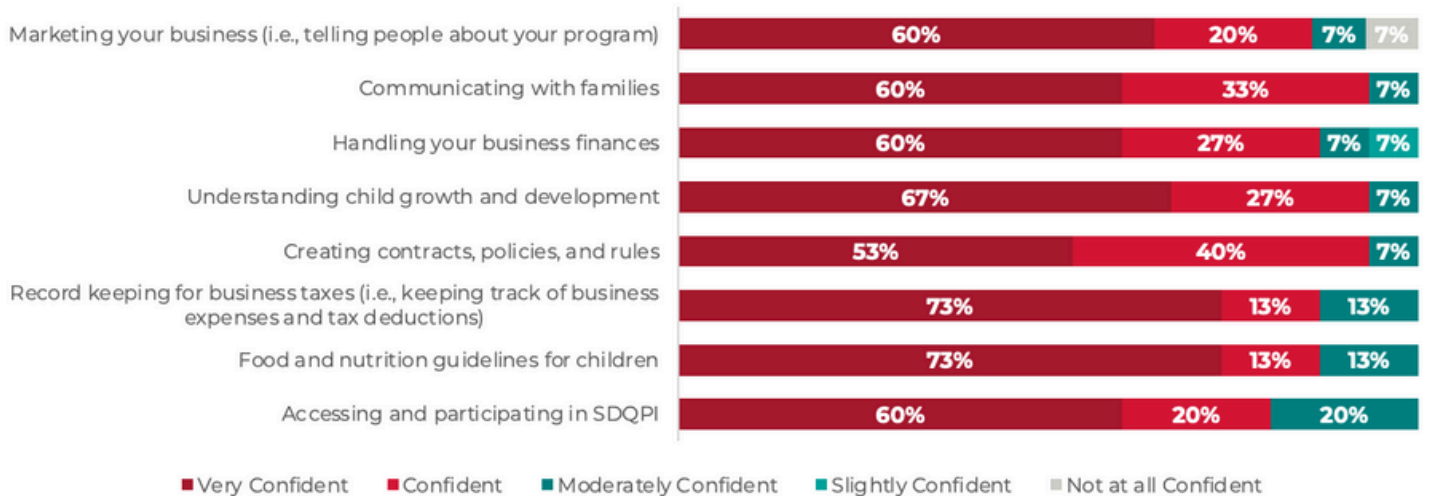 Marketing your business (i.e., telling people about your program) 60% 20% 7% 7%
Communicating with families 60% 33% 7%
Handling your business finances 60% 27% 7% 7%
Understanding child growth and development 67% 27% 7%
Creating contracts, policies, and rules 53% 40% 7%
Record keeping for business taxes (i.e., keeping track of business
expenses and tax deductions) 73% 13% 13%
Food and nutrition guidelines for children 73% 13% 13%
Accessing and participating in SDQPI 60% 20% 20%
Very Confident Confident Moderately Confident Slightly Confident Not at all Confident